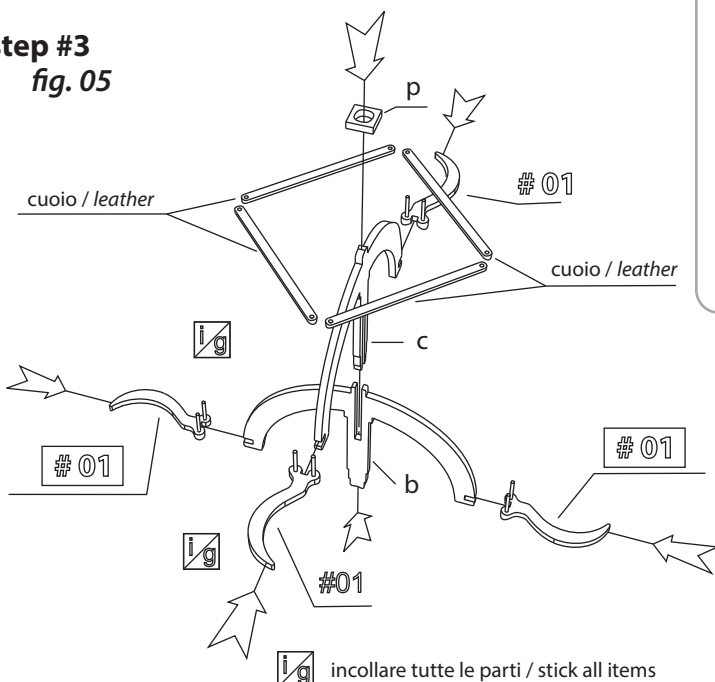 step #3
fig. 05
p
# 01
cuoio / leather
cuoio / leather
i/g
c
# 01
# 01
b
i/g
#01
i/g incollare tutte le parti / stick all items